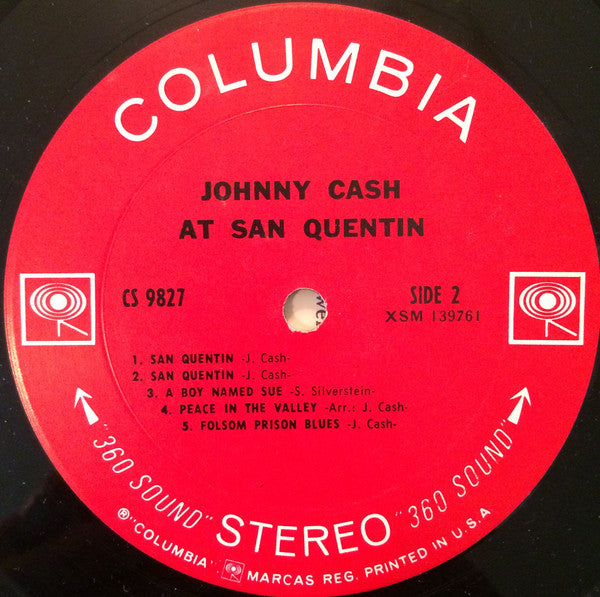 COLUMBIA
JOHNNY CASH
AT SAN QUENTIN
CS 9827
SIDE 2
XSM 139761
1. SAN QUENTIN -J. Cash-
2. SAN QUENTIN -J. Cash-
3. A BOY NAMED SUE -S. Silverstein-
4. PEACE IN THE VALLEY -Arr.: J. Cash-
5. FOLSOM PRISON BLUES -J. Cash-
"360 SOUND" STEREO "360 SOUND"
®"COLUMBIA" MARCAS REG. PRINTED IN U.S.A